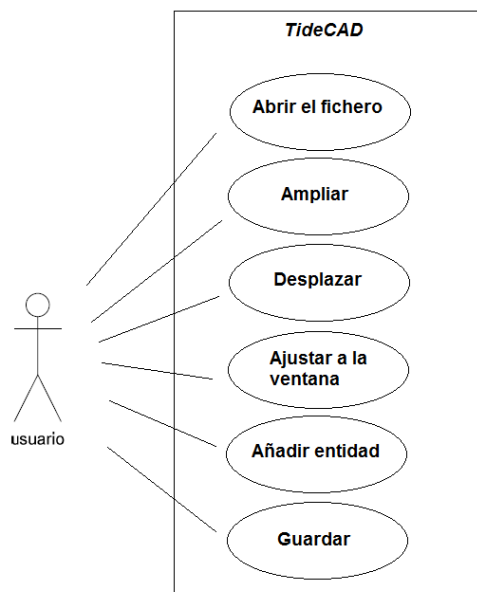 TideCAD
Abrir el fichero
Ampliar
Desplazar
Ajustar a la
ventana
Añadir entidad
Guardar
usuario